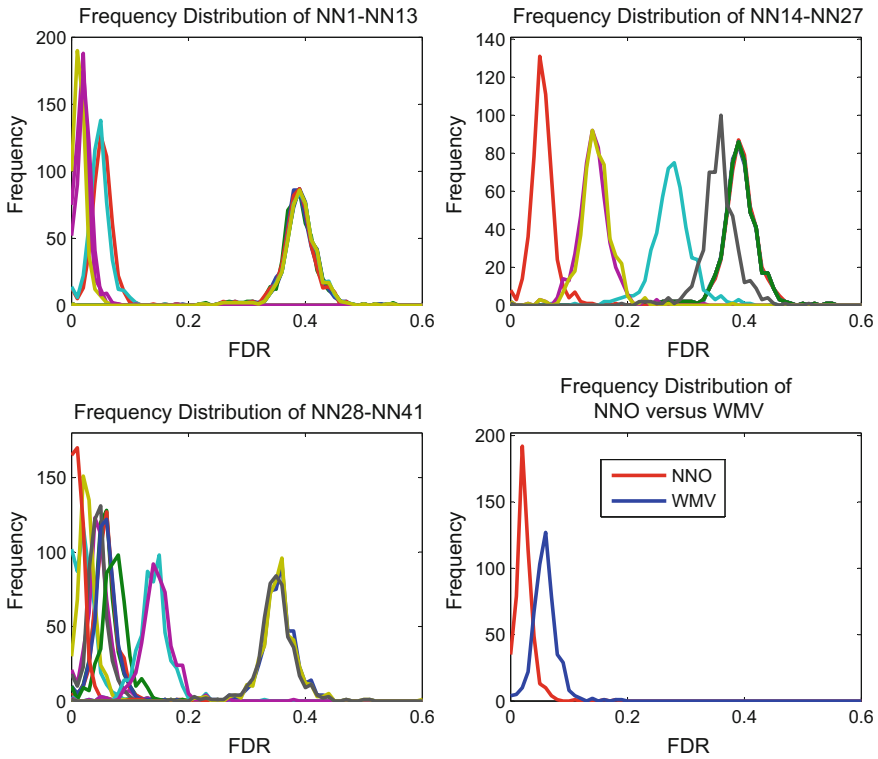 Frequency Distribution of NN1-NN13
200
150
100
50
0
Frequency
0
0.2
0.4
0.6
FDR
Frequency Distribution of NN14-NN27
140
120
100
80
60
40
20
0
Frequency
0
0.2
0.4
0.6
FDR
Frequency Distribution of NN28-NN41
150
100
50
0
Frequency
0
0.2
0.4
0.6
FDR
Frequency Distribution of
NNO versus WMV
200
150
100
50
0
Frequency
NNO
WMV
0
0.2
0.4
0.6
FDR